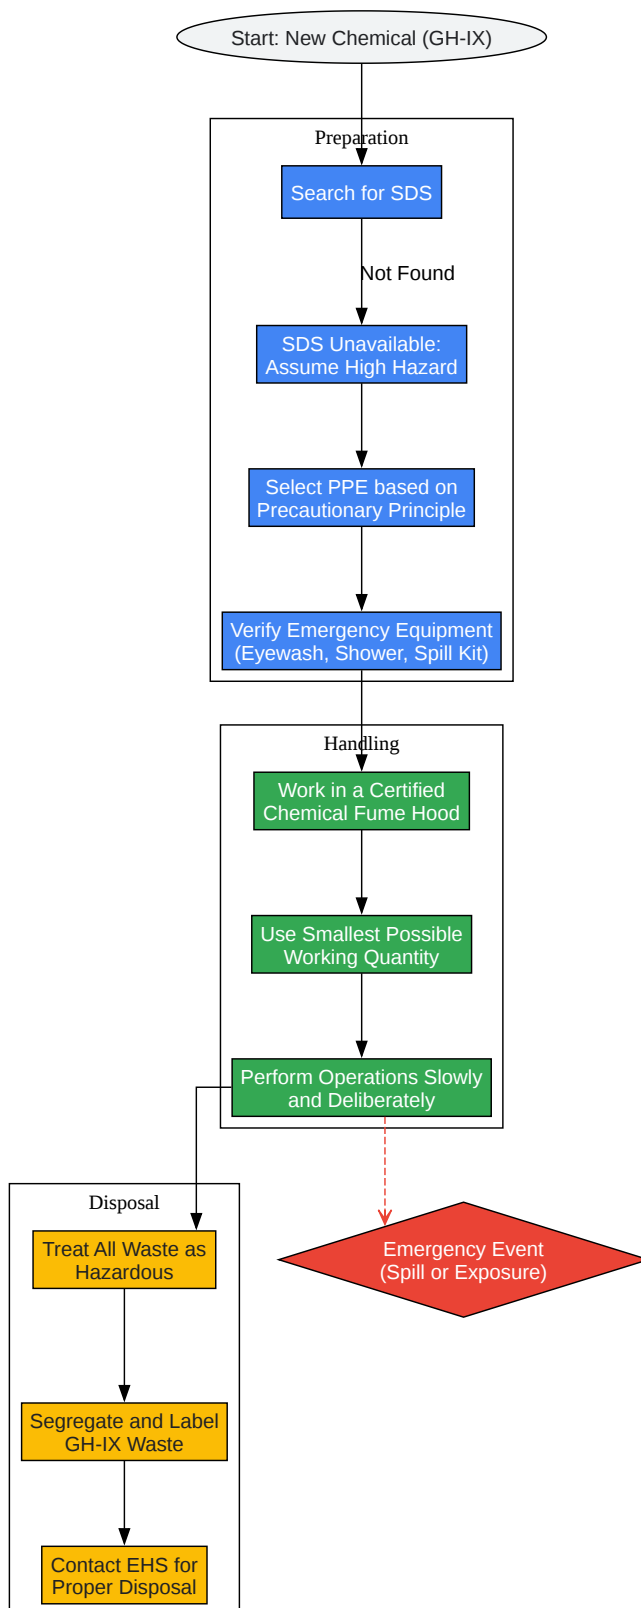 Start: New Chemical (GH-IX)
Preparation
Search for SDS
Not Found
SDS Unavailable:
Assume High Hazard
Select PPE based on
Precautionary Principle
Verify Emergency Equipment
(Eyewash, Shower, Spill Kit)
Handling
Work in a Certified
Chemical Fume Hood
Use Smallest Possible
Working Quantity
Perform Operations Slowly
and Deliberately
Disposal
Treat All Waste as
Hazardous
Emergency Event
(Spill or Exposure)
Segregate and Label
GH-IX Waste
Contact EHS for
Proper Disposal